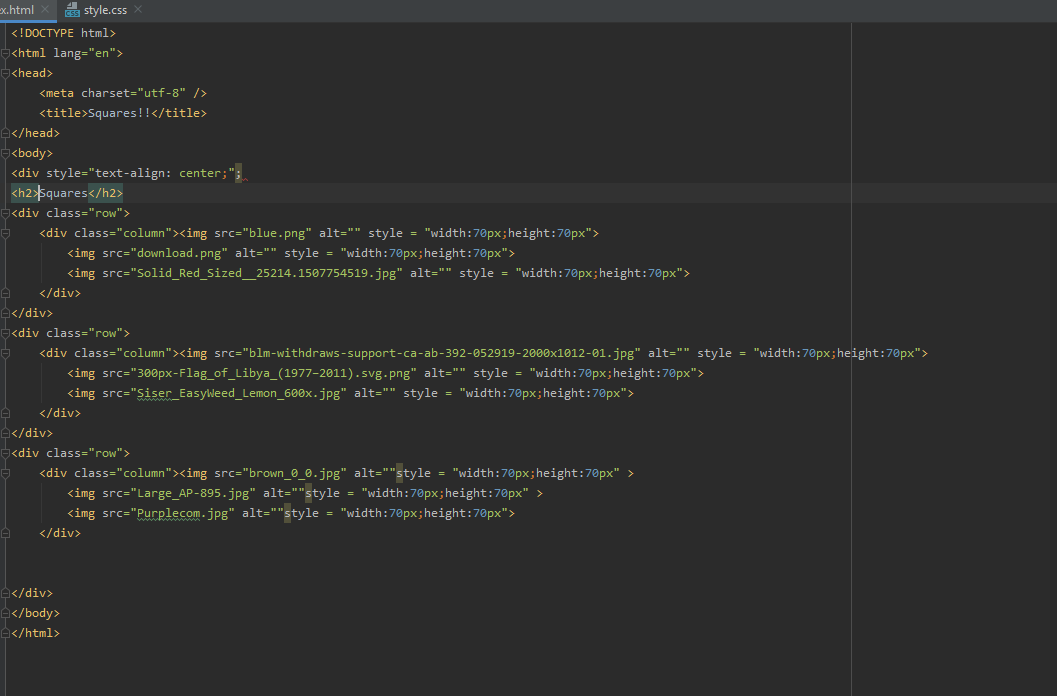 x.html × style.css ×
<!DOCTYPE html>
<html lang="en">
<head>
    <meta charset="utf-8" />
    <title>Squares!!</title>
</head>
<body>
<div style="text-align: center;";
<h2>Squares</h2>
<div class="row">
    <div class="column"><img src="blue.png" alt="" style = "width:70px;height:70px">
        <img src="download.png" alt="" style = "width:70px;height:70px">
        <img src="Solid_Red_Sized__25214.1507754519.jpg" alt="" style = "width:70px;height:70px">
    </div>
</div>
<div class="row">
    <div class="column"><img src="blm-withdraws-support-ca-ab-392-052919-2000x1012-01.jpg" alt="" style = "width:70px;height:70px">
        <img src="300px-Flag_of_Libya_(1977–2011).svg.png" alt="" style = "width:70px;height:70px">
        <img src="Siser_EasyWeed_Lemon_600x.jpg" alt="" style = "width:70px;height:70px">
    </div>
</div>
<div class="row">
    <div class="column"><img src="brown_0_0.jpg" alt=""style = "width:70px;height:70px" >
        <img src="Large_AP-895.jpg" alt=""style = "width:70px;height:70px" >
        <img src="Purplecom.jpg" alt=""style = "width:70px;height:70px">
    </div>
</div>
</body>
</html>